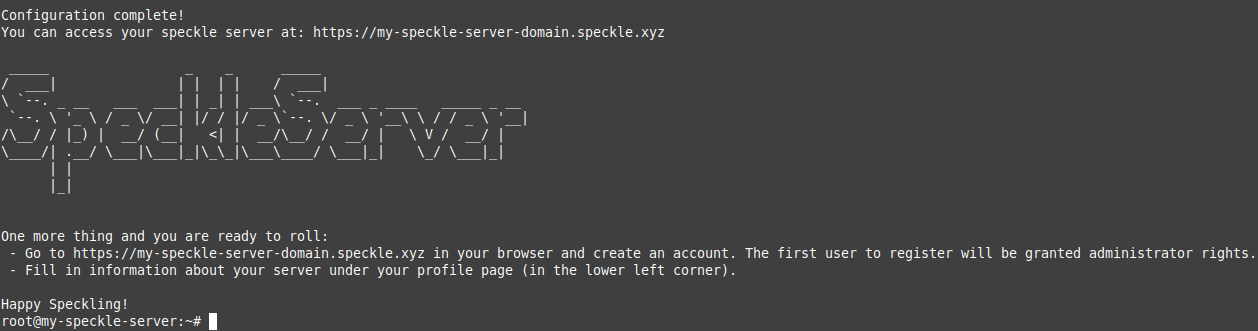 Configuration complete!
You can access your speckle server at: https://my-speckle-server-domain.speckle.xyz
SpeckleServer
One more thing and you are ready to roll:
- Go to https://my-speckle-server-domain.speckle.xyz in your browser and create an account. The first user to register will be granted administrator rights.
- Fill in information about your server under your profile page (in the lower left corner).
Happy Speckling!
root@my-speckle-server:~#